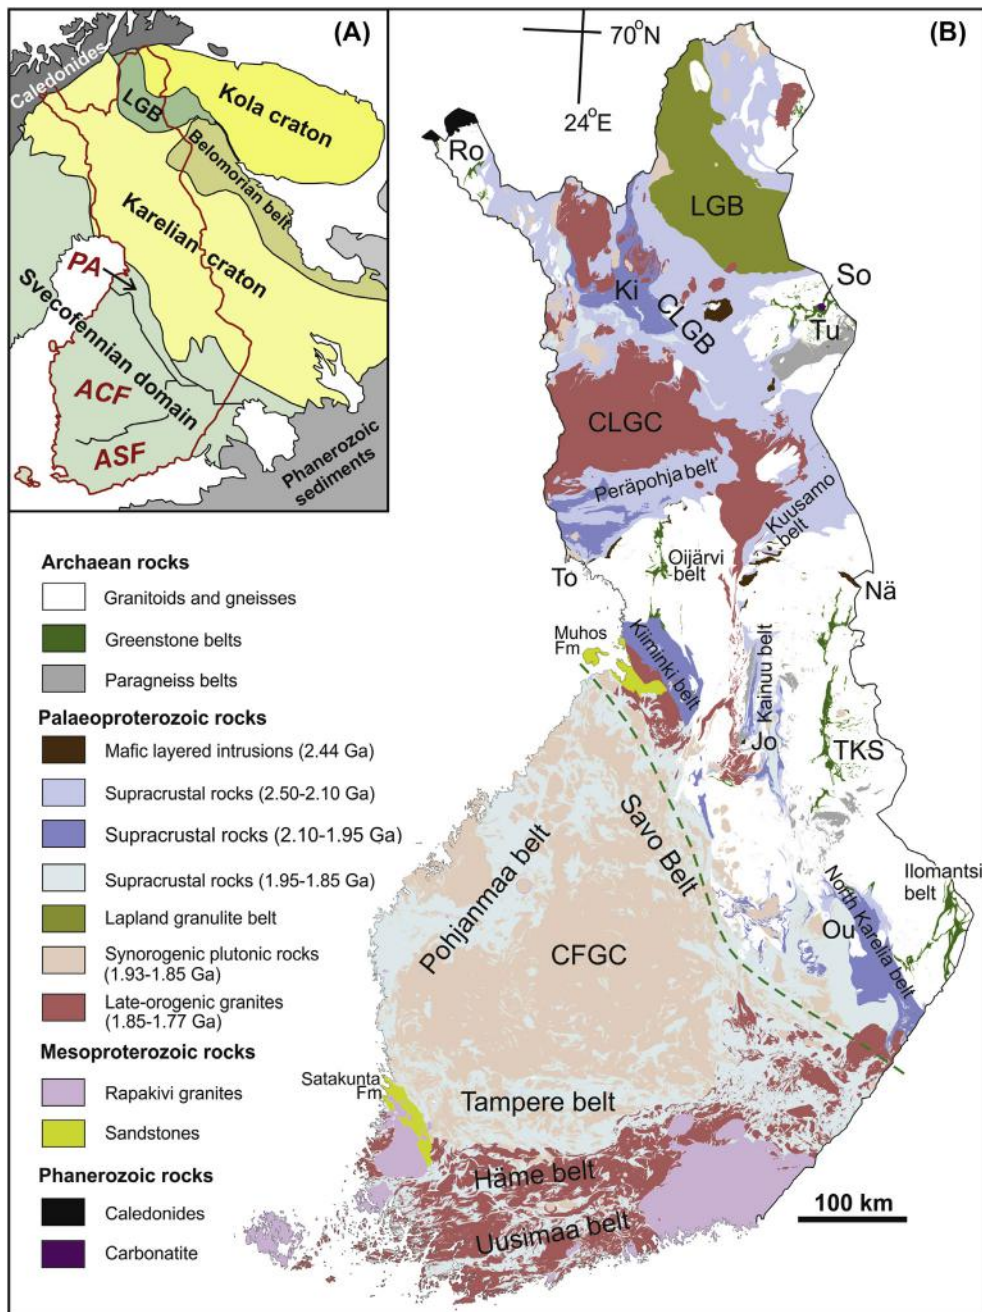 (A)
Caledonides
LGB
Kola craton
Belomorian belt
Karelian craton
PA
Svecofennian domain
ACF
ASF
Phanerozoic
sediments
(B)
70°N
24°E
Ro
LGB
So
Ki
CLGB
Tu
CLGC
Peräpohja belt
Kuusamo
belt
Oijärvi
belt
To
Nä
Muhos
Fm
Kiiminki belt
Kainuu belt
Jo
TKS
Savo Belt
Pohjanmaa belt
Ilomantsi
belt
North Karelia belt
Ou
CFGC
Satakunta
Fm
Tampere belt
Häme belt
Uusimaa belt
100 km
Archaean rocks
Granitoids and gneisses
Greenstone belts
Paragneiss belts
Palaeoproterozoic rocks
Mafic layered intrusions (2.44 Ga)
Supracrustal rocks (2.50-2.10 Ga)
Supracrustal rocks (2.10-1.95 Ga)
Supracrustal rocks (1.95-1.85 Ga)
Lapland granulite belt
Synorogenic plutonic rocks
(1.93-1.85 Ga)
Late-orogenic granites
(1.85-1.77 Ga)
Mesoproterozoic rocks
Rapakivi granites
Sandstones
Phanerozoic rocks
Caledonides
Carbonatite